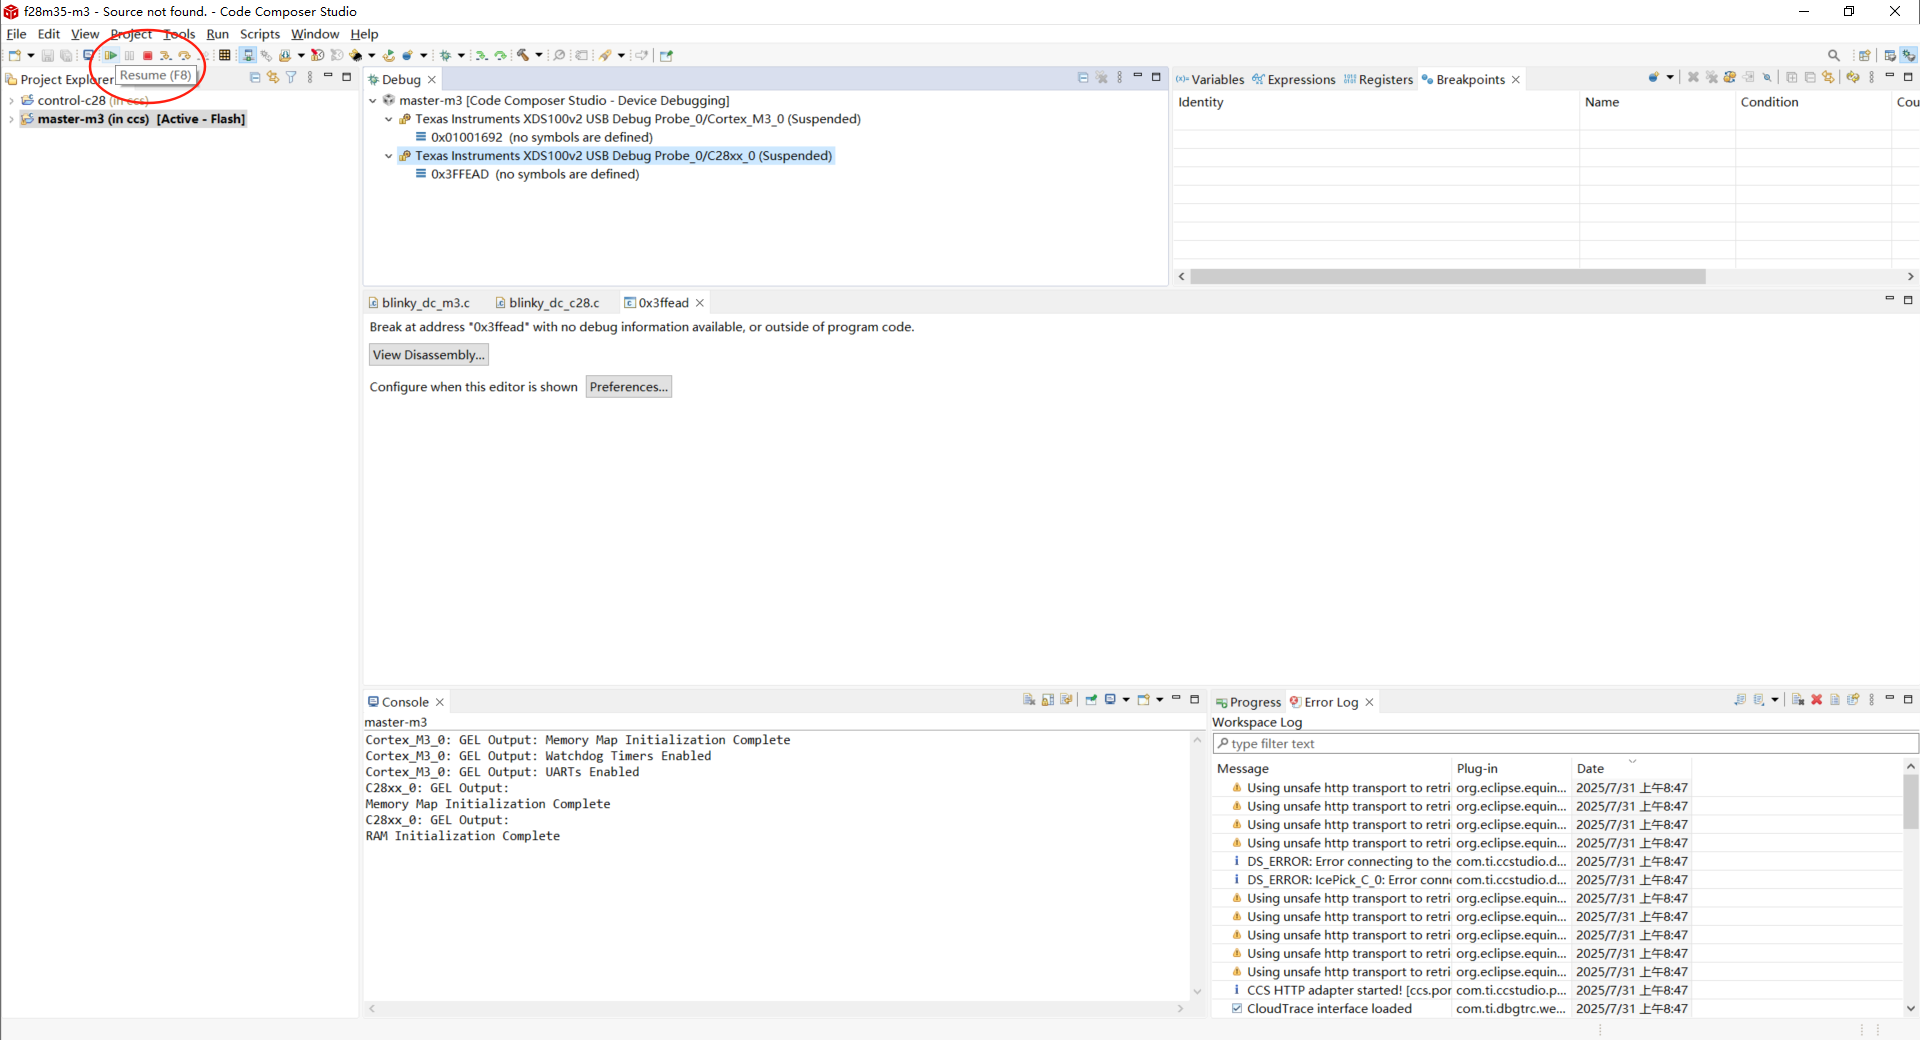 f28m35-m3 - Source not found. - Code Composer Studio
File Edit View Project Tools Run Scripts Window Help
Resume (F8)
Project Explorer
control-c28 (in ccs)
master-m3 (in ccs) [Active - Flash]
Debug
master-m3 [Code Composer Studio - Device Debugging]
Texas Instruments XDS100v2 USB Debug Probe_0/Cortex_M3_0 (Suspended)
0x01001692 (no symbols are defined)
Texas Instruments XDS100v2 USB Debug Probe_0/C28xx_0 (Suspended)
0x3FFEAD (no symbols are defined)
Variables Expressions Registers Breakpoints
Identity Name Condition Cou
blinky_dc_m3.c blinky_dc_c28.c 0x3ffead
Break at address "0x3ffead" with no debug information available, or outside of program code.
View Disassembly...
Configure when this editor is shown Preferences...
Console
master-m3
Cortex_M3_0: GEL Output: Memory Map Initialization Complete
Cortex_M3_0: GEL Output: Watchdog Timers Enabled
Cortex_M3_0: GEL Output: UARTs Enabled
C28xx_0: GEL Output:
Memory Map Initialization Complete
C28xx_0: GEL Output:
RAM Initialization Complete
Progress Error Log
Workspace Log
type filter text
Message Plug-in Date
Using unsafe http transport to retri org.eclipse.equin... 2025/7/31 上午8:47
Using unsafe http transport to retri org.eclipse.equin... 2025/7/31 上午8:47
Using unsafe http transport to retri org.eclipse.equin... 2025/7/31 上午8:47
Using unsafe http transport to retri org.eclipse.equin... 2025/7/31 上午8:47
DS_ERROR: Error connecting to the com.ti.ccstudio.d... 2025/7/31 上午8:47
DS_ERROR: IcePick_C_0: Error conne com.ti.ccstudio.d... 2025/7/31 上午8:47
Using unsafe http transport to retri org.eclipse.equin... 2025/7/31 上午8:47
Using unsafe http transport to retri org.eclipse.equin... 2025/7/31 上午8:47
Using unsafe http transport to retri org.eclipse.equin... 2025/7/31 上午8:47
Using unsafe http transport to retri org.eclipse.equin... 2025/7/31 上午8:47
Using unsafe http transport to retri org.eclipse.equin... 2025/7/31 上午8:47
CCS HTTP adapter started! [ccs.por com.ti.ccstudio.p... 2025/7/31 上午8:47
CloudTrace interface loaded com.ti.dbgtrc.we... 2025/7/31 上午8:47